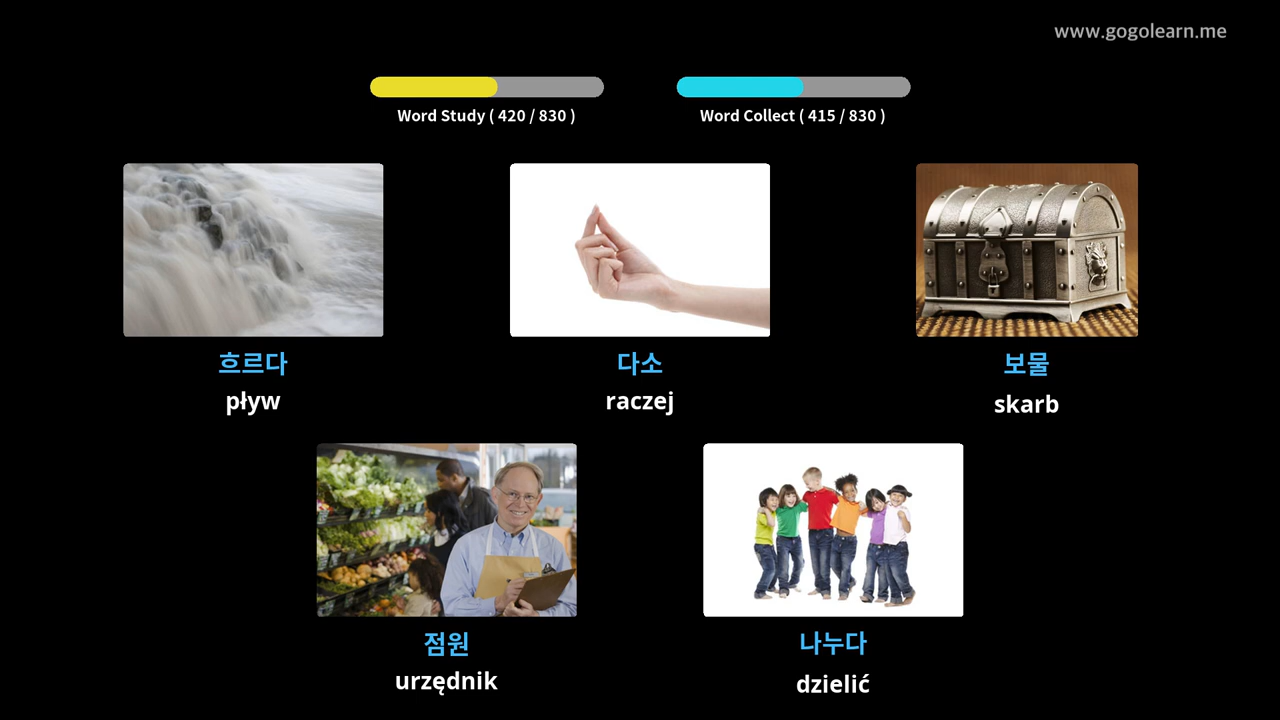 www.gogolearn.me
Word Study ( 420 / 830 )
Word Collect ( 415 / 830 )
흐르다
pływ
다소
raczej
보물
skarb
점원
urzędnik
나누다
dzielić